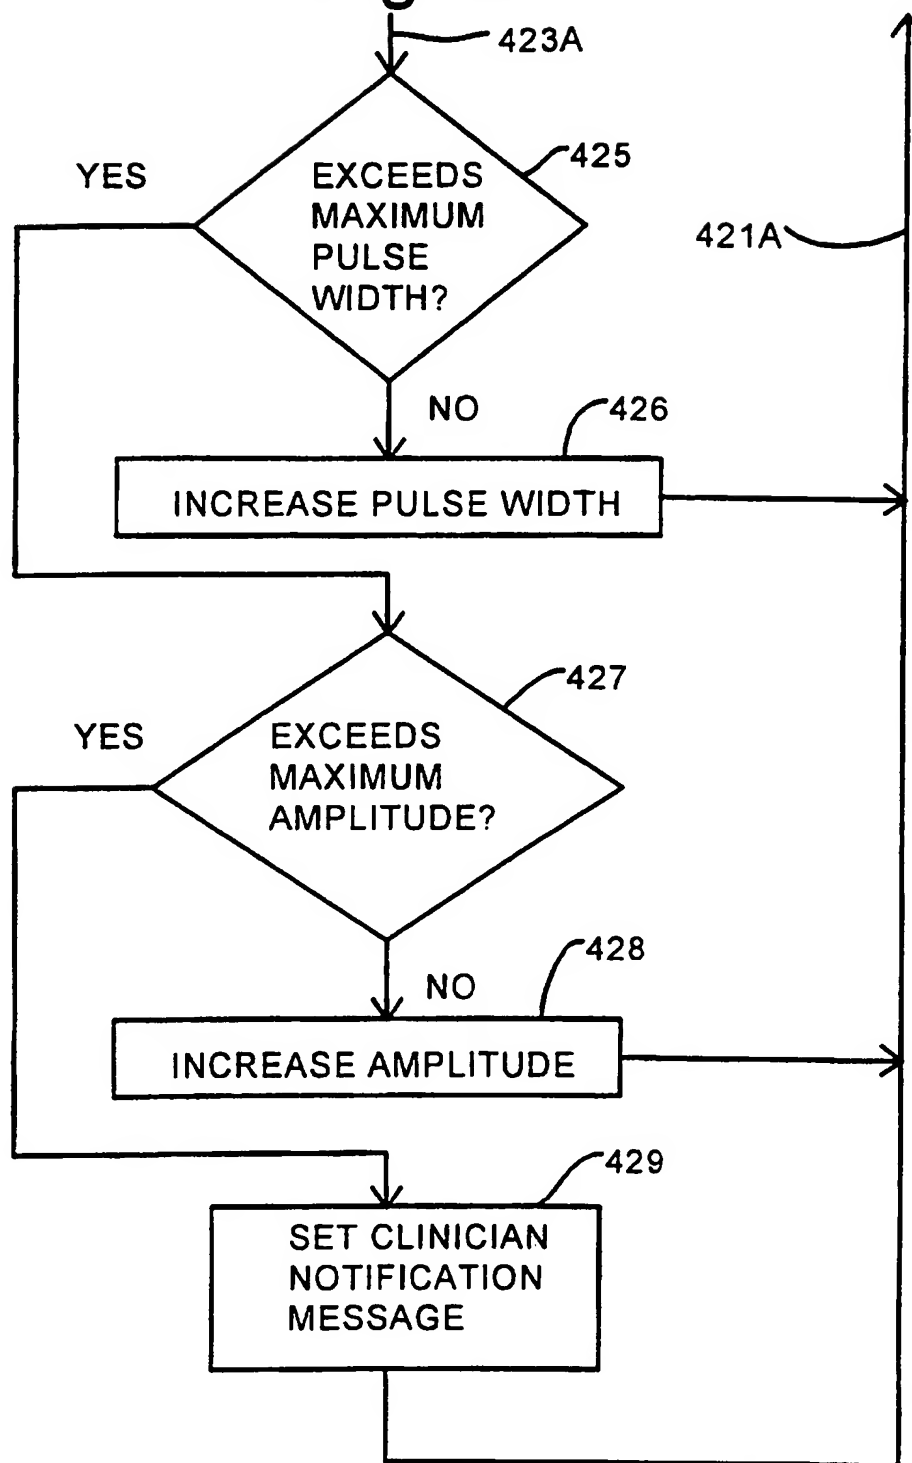 423A
425
YES
EXCEEDS
MAXIMUM
PULSE
WIDTH?
421A
NO
426
INCREASE PULSE WIDTH
427
YES
EXCEEDS
MAXIMUM
AMPLITUDE?
428
NO
INCREASE AMPLITUDE
429
SET CLINICIAN
NOTIFICATION
MESSAGE